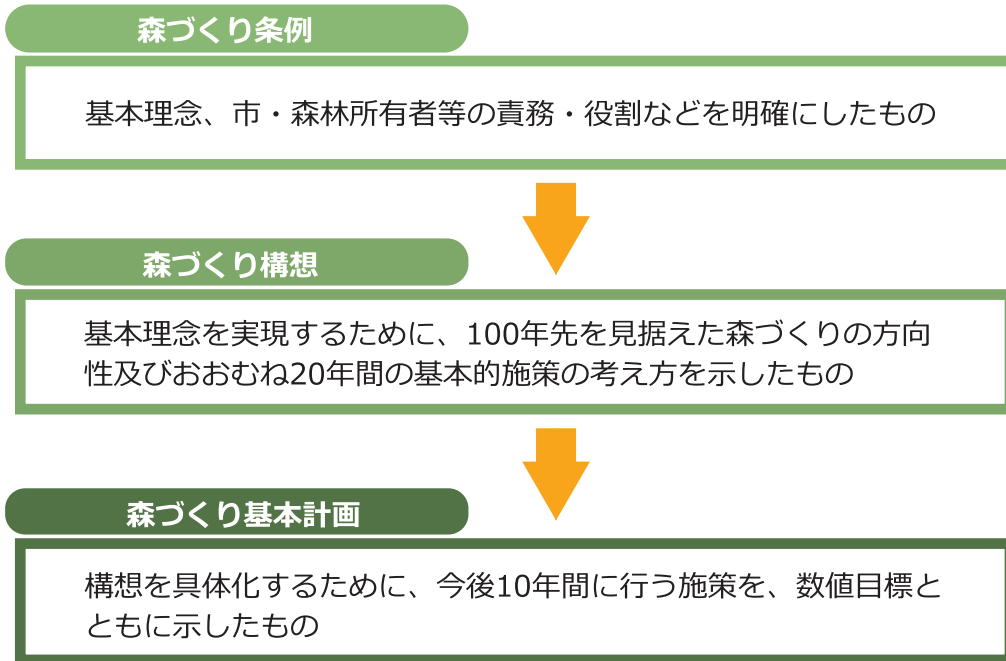 森づくり条例
基本理念、市・森林所有者等の責務・役割などを明確にしたもの
森づくり構想
基本理念を実現するために、100年先を見据えた森づくりの方向
性及びおおむね20年間の基本的施策の考え方を示したもの
森づくり基本計画
構想を具体化するために、今後10年間に行う施策を、数値目標と
ともに示したもの